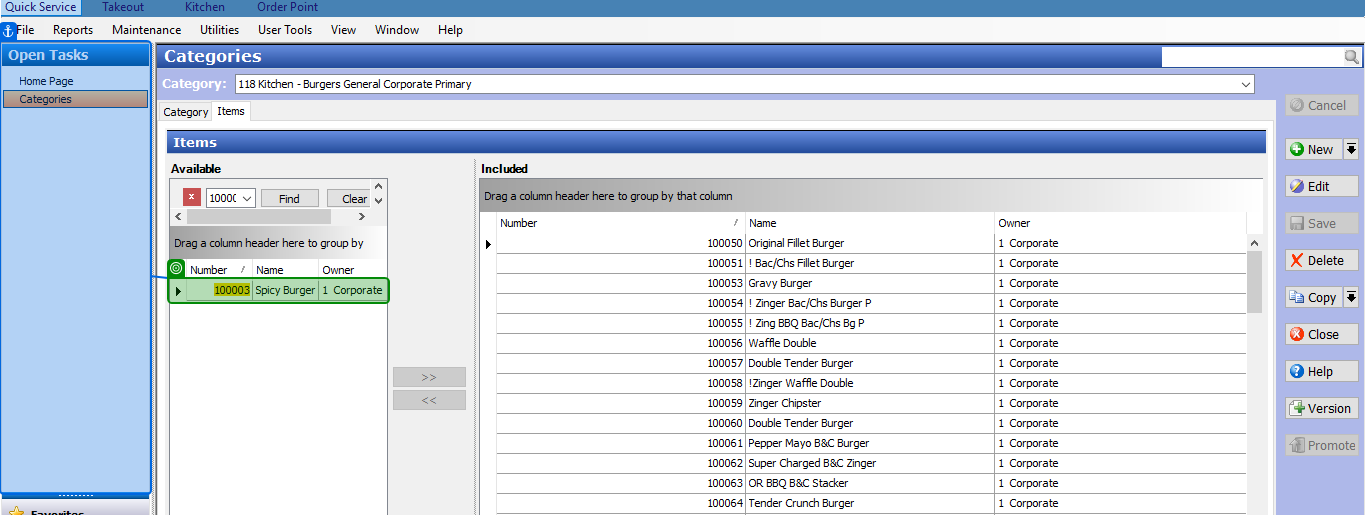 Quick Service Takeout Kitchen Order Point
File Reports Maintenance Utilities User Tools View Window Help
Open Tasks
Home Page
Categories
Categories
Category: 118 Kitchen - Burgers General Corporate Primary
Category Items
Items
Available
x Find Clear
Drag a column header here to group by
Number Name Owner
100003 Spicy Burger 1 Corporate
>>
<<
Included
Drag a column header here to group by that column
Number Name Owner
100050 Original Fillet Burger 1 Corporate
100051 ! Bac/Chs Fillet Burger 1 Corporate
100053 Gravy Burger 1 Corporate
100054 ! Zinger Bac/Chs Burger P 1 Corporate
100055 ! Zing BBQ Bac/Chs Bg P 1 Corporate
100056 Waffle Double 1 Corporate
100057 Double Tender Burger 1 Corporate
100058 !Zinger Waffle Double 1 Corporate
100059 Zinger Chipster 1 Corporate
100060 Double Tender Burger 1 Corporate
100061 Pepper Mayo B&C Burger 1 Corporate
100062 Super Charged B&C Zinger 1 Corporate
100063 OR BBQ B&C Stacker 1 Corporate
100064 Tender Crunch Burger 1 Corporate
Cancel
New
Edit
Save
Delete
Copy
Close
Help
Version
Promote
Favorites